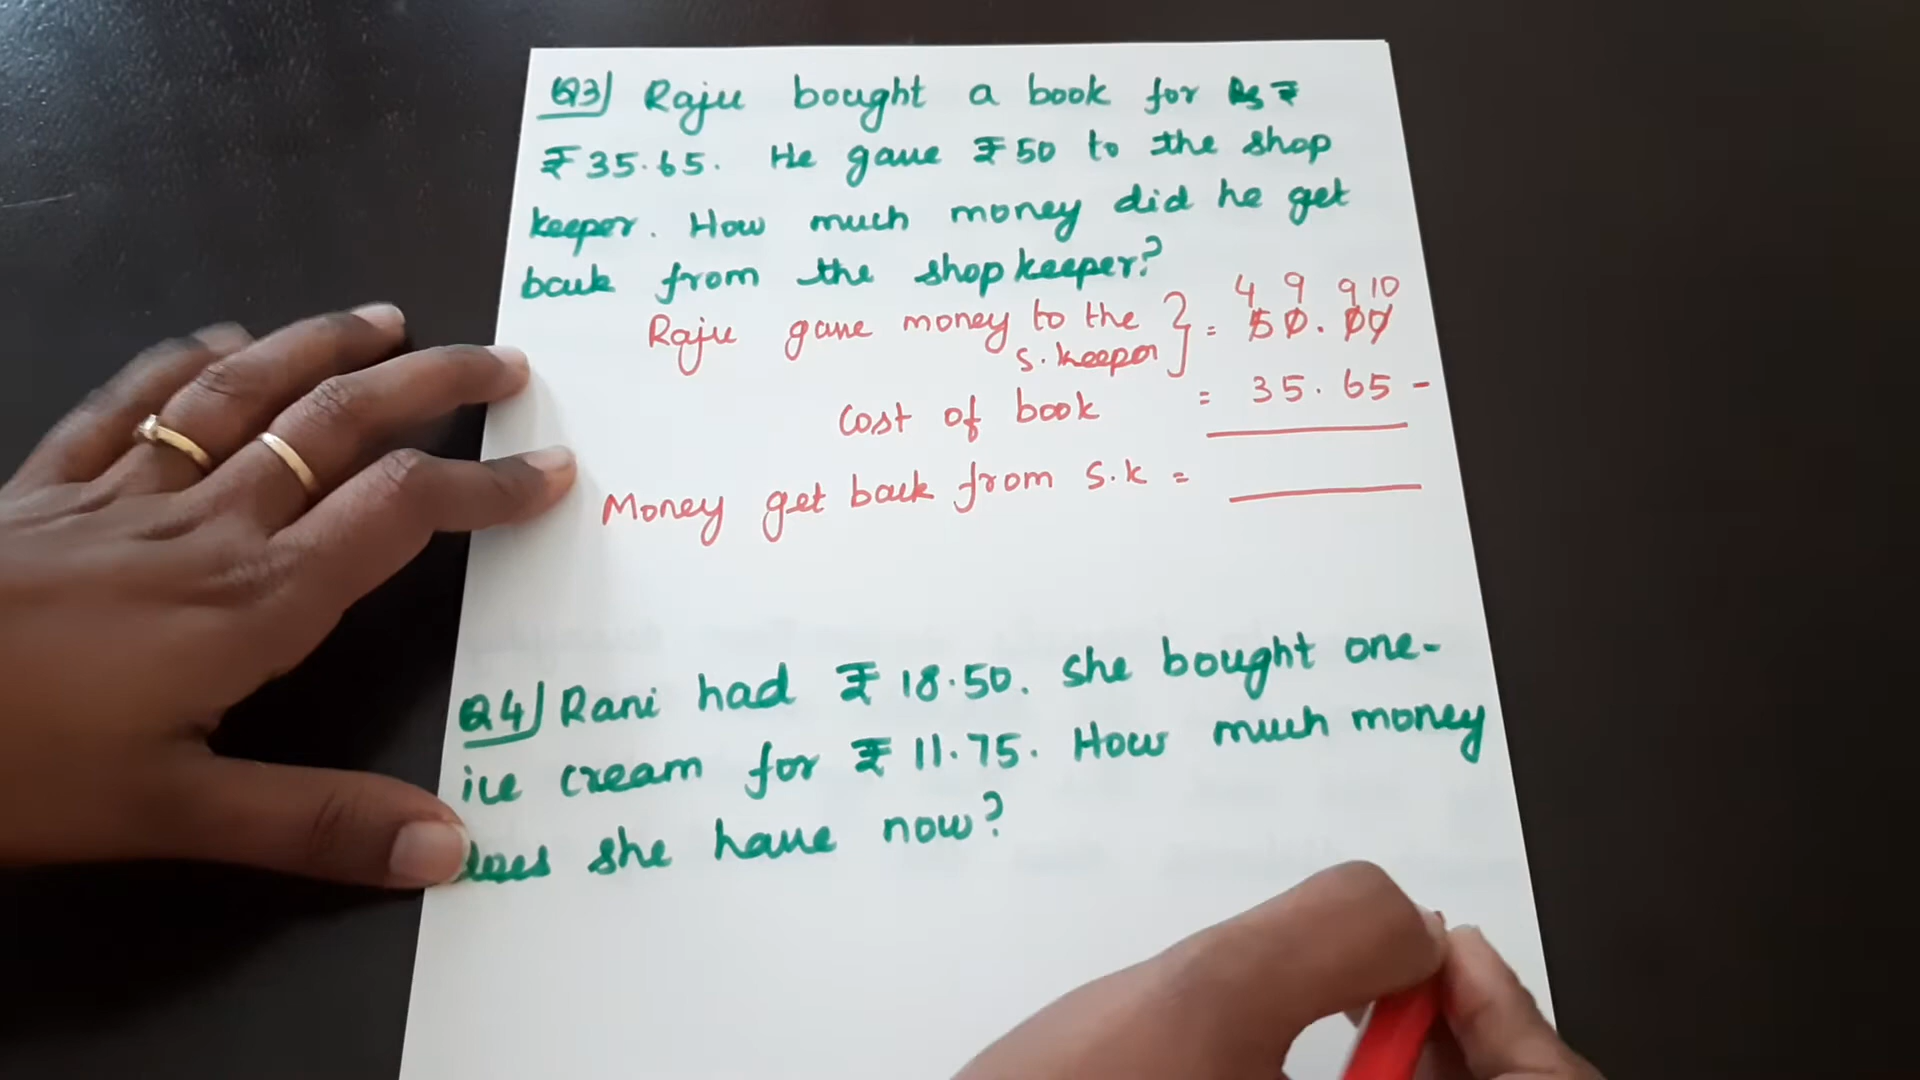 Q3) Raju bought a book for Rs ₹
₹ 35.65. He gave ₹ 50 to the shop
keeper. How much money did he get
back from the shop keeper?
4 9 9 10
Raju gave money to the } = 50.00
s. keeper
Cost of book = 35.65 -
Money get back from S.K =
Q4) Rani had ₹ 18.50. She bought one-
ice cream for ₹ 11.75. How much money
does she have now?